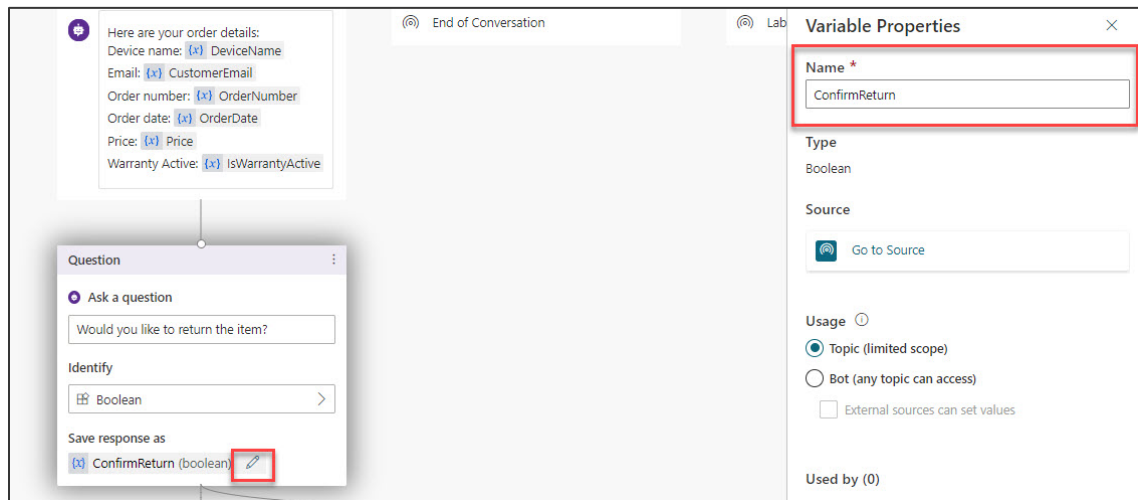 Here are your order details:
Device name: {x} DeviceName
Email: {x} CustomerEmail
Order number: {x} OrderNumber
Order date: {x} OrderDate
Price: {x} Price
Warranty Active: {x} IsWarrantyActive
Question
Ask a question
Would you like to return the item?
Identify
Boolean
Save response as
{x} ConfirmReturn (boolean)
End of Conversation
Lab
Variable Properties
Name *
ConfirmReturn
Type
Boolean
Source
Go to Source
Usage
Topic (limited scope)
Bot (any topic can access)
External sources can set values
Used by (0)